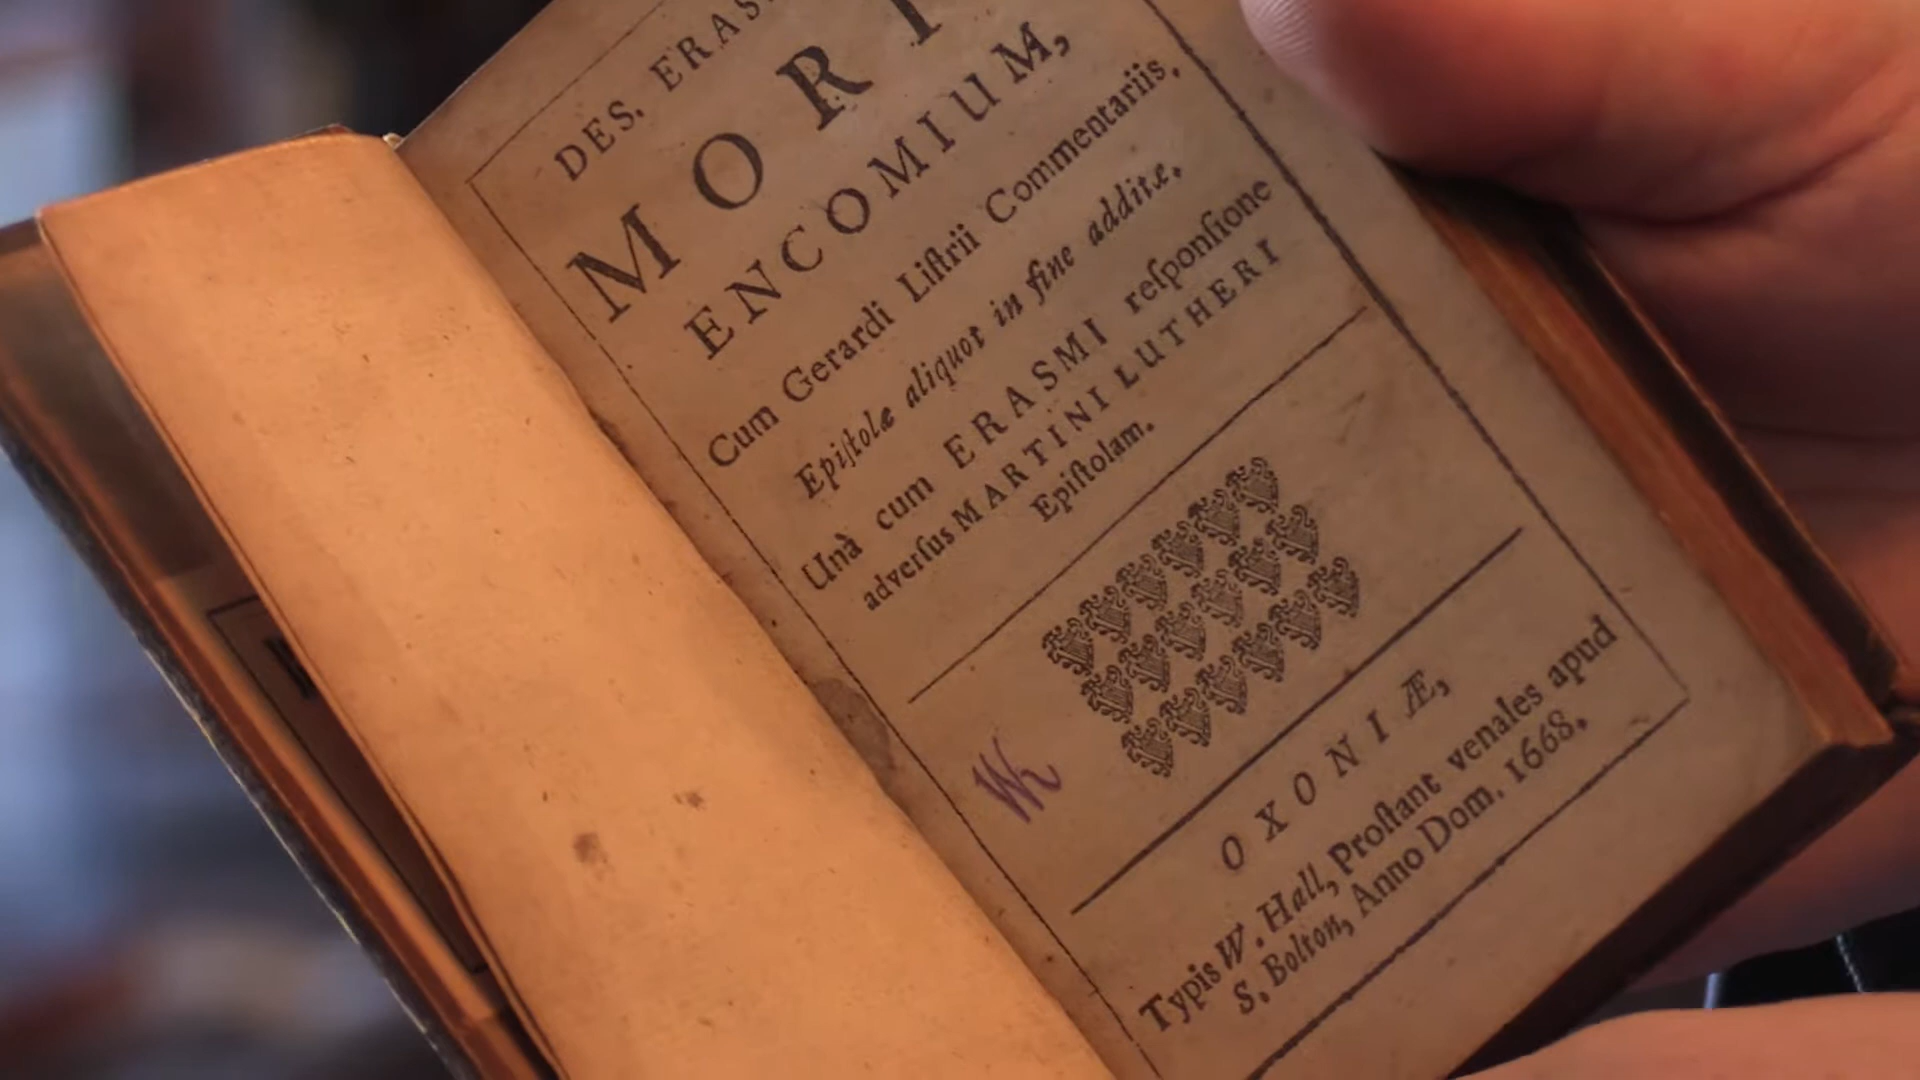 DES. ERAS
MORI
ENCOMIUM,
Cum Gerardi Liſtrii Commentariis.
Epiſtolæ aliquot in fine additæ.
Unà cum ERASMI reſponſione
adverſus MARTINI LUTHERI
Epiſtolam.
Wh
OXONIÆ,
Typis W. Hall, Proſtant venales apud
S. Bolton, Anno Dom. 1668.